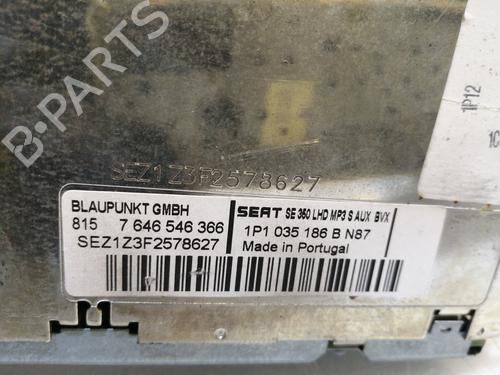 1P12
1C
SEZ1Z3F2578627
BLAUPUNKT GMBH
815 7 646 546 366
SEZ1Z3F2578627
SEAT SE 350 LHD MP3 S AUX BVX
1P1 035 186 B N87
Made in Portugal
B-PARTS